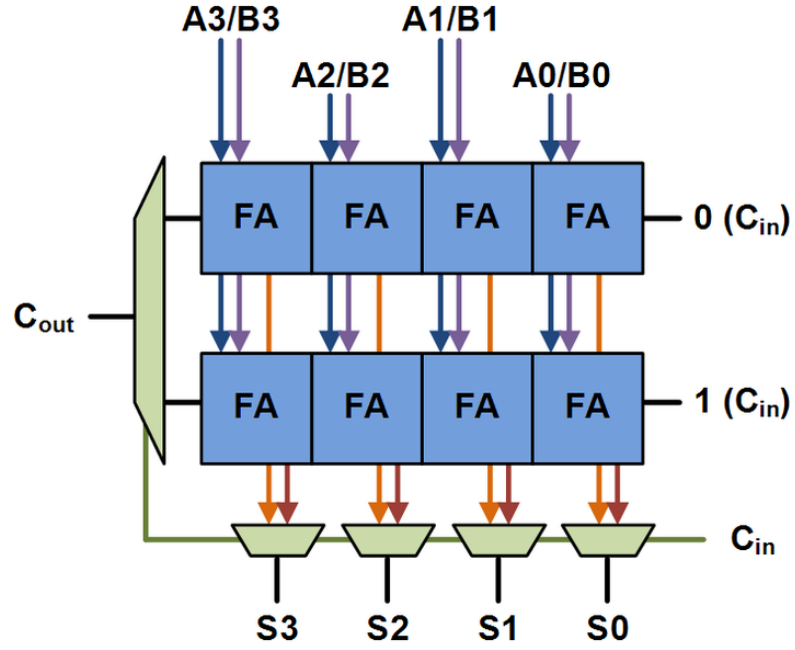 A3/B3 A1/B1
A2/B2 A0/B0
FA FA FA FA 0 (Cin)
Cout
FA FA FA FA 1 (Cin)
Cin
S3 S2 S1 S0